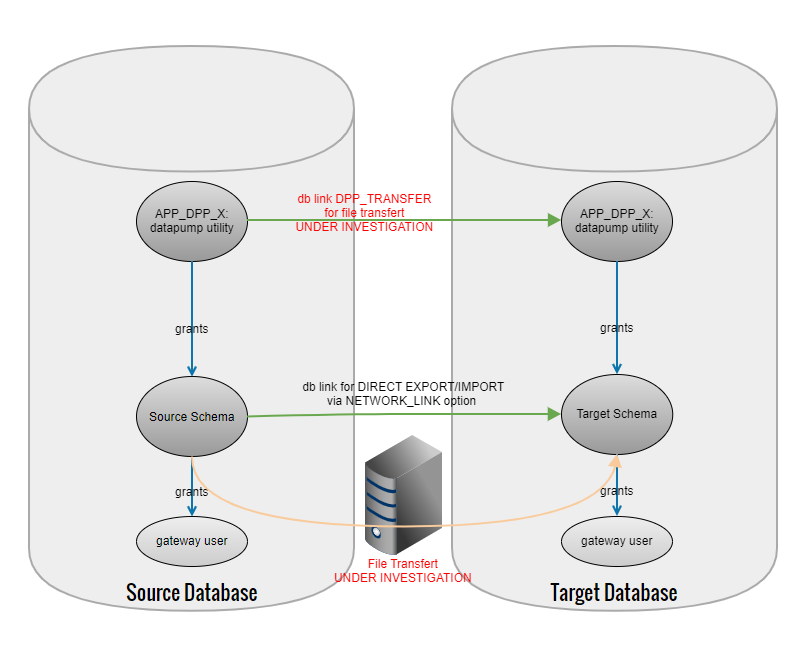 APP_DPP_X:
datapump utility
db link DPP_TRANSFER
for file transfert
UNDER INVESTIGATION
APP_DPP_X:
datapump utility
grants
grants
Source Schema
db link for DIRECT EXPORT/IMPORT
via NETWORK_LINK option
Target Schema
grants
grants
gateway user
gateway user
File Transfert
UNDER INVESTIGATION
Source Database
Target Database